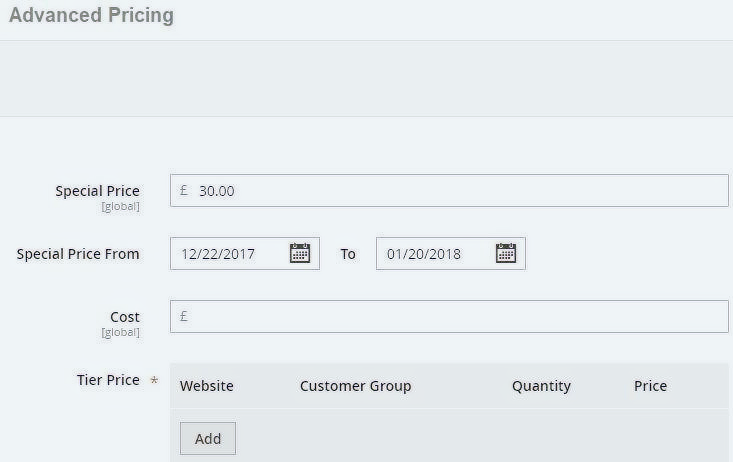 Advanced Pricing
Special Price £ 30.00
[global]
Special Price From 12/22/2017 To 01/20/2018
Cost £
[global]
Tier Price * Website Customer Group Quantity Price
Add